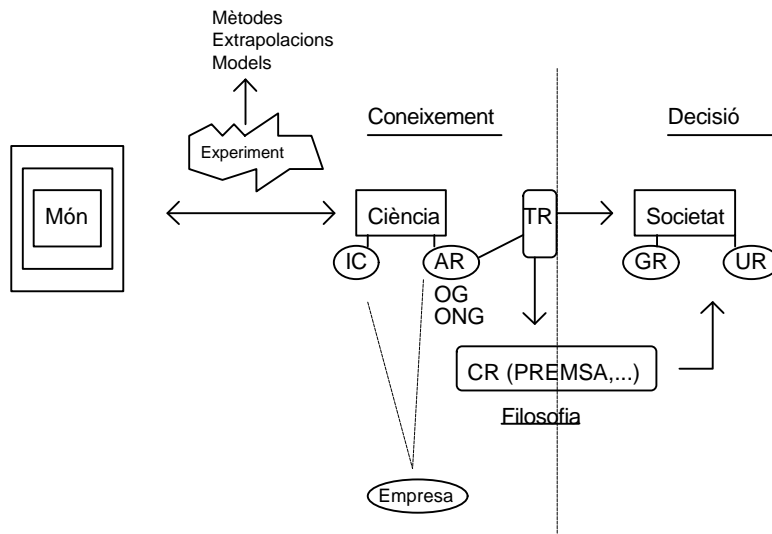 Mètodes
Extrapolacions
Models
Coneixement
Decisió
Experiment
Món
Ciència
TR
Societat
IC
AR
GR
UR
OG
ONG
CR (PREMSA,...)
Filosofia
Empresa